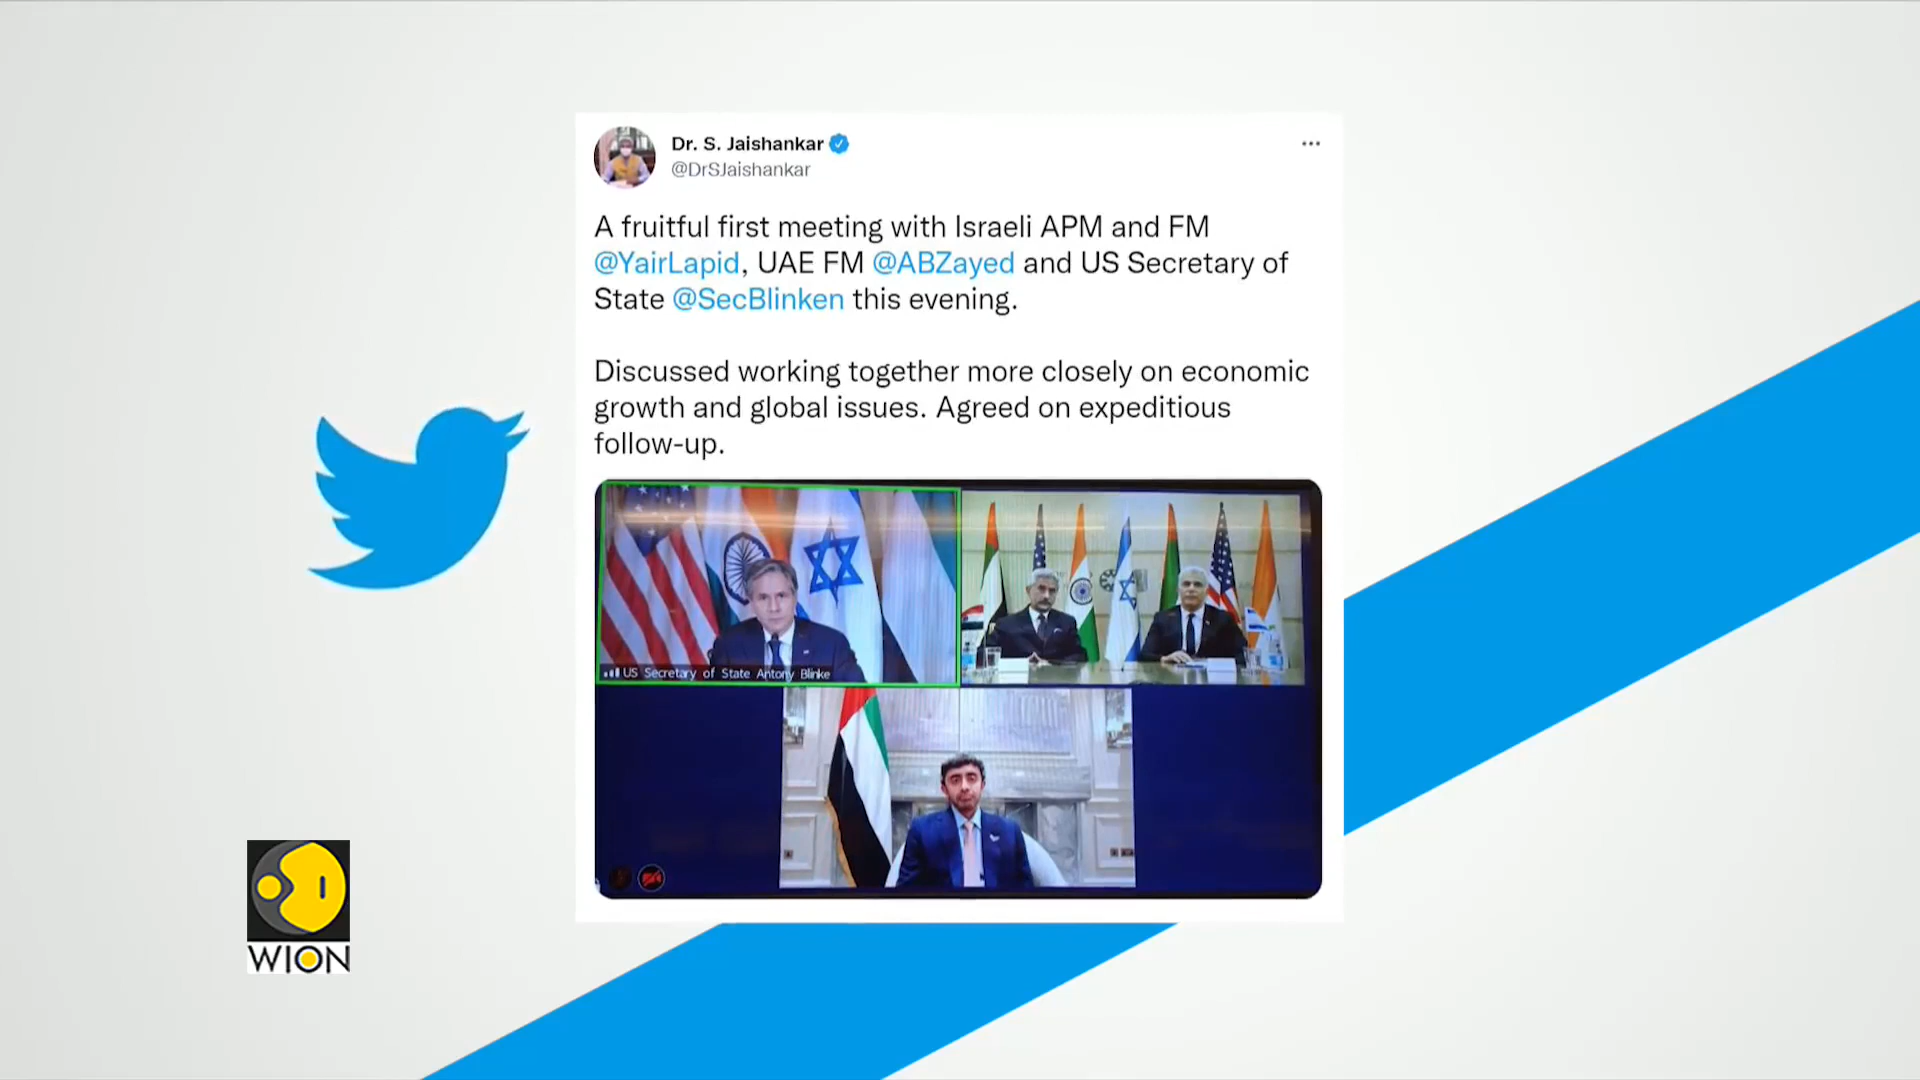 Dr. S. Jaishankar
@DrSJaishankar
A fruitful first meeting with Israeli APM and FM
@YairLapid, UAE FM @ABZayed and US Secretary of
State @SecBlinken this evening.
Discussed working together more closely on economic
growth and global issues. Agreed on expeditious
follow-up.
US Secretary of State Antony Blinke
WION